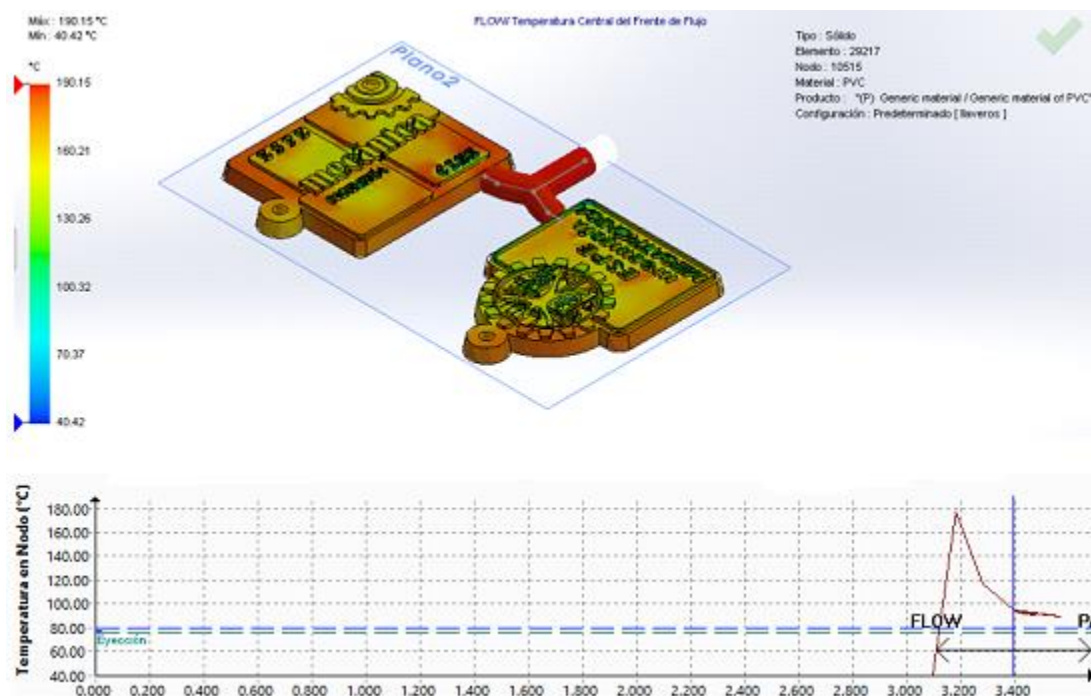 Máx: 190.15 °C
Mín: 40.42 °C
FLOW/Temperatura Central del Frente de Flujo
Tipo : Sólido
Elemento : 29217
Nodo : 10515
Material : PVC
Producto : "(P) Generic material / Generic material of PVC"
Configuración : Predeterminado [ llaveros ]
°C
190.15
160.21
130.26
100.32
70.37
40.42
Plano2
mecánica
Temperatura en Nodo (°C)
180.00
160.00
140.00
120.00
100.00
80.00
60.00
40.00
Eyección
FLOW
PA
0.000 0.200 0.400 0.600 0.800 1.000 1.200 1.400 1.600 1.800 2.000 2.200 2.400 2.600 2.800 3.000 3.200 3.400